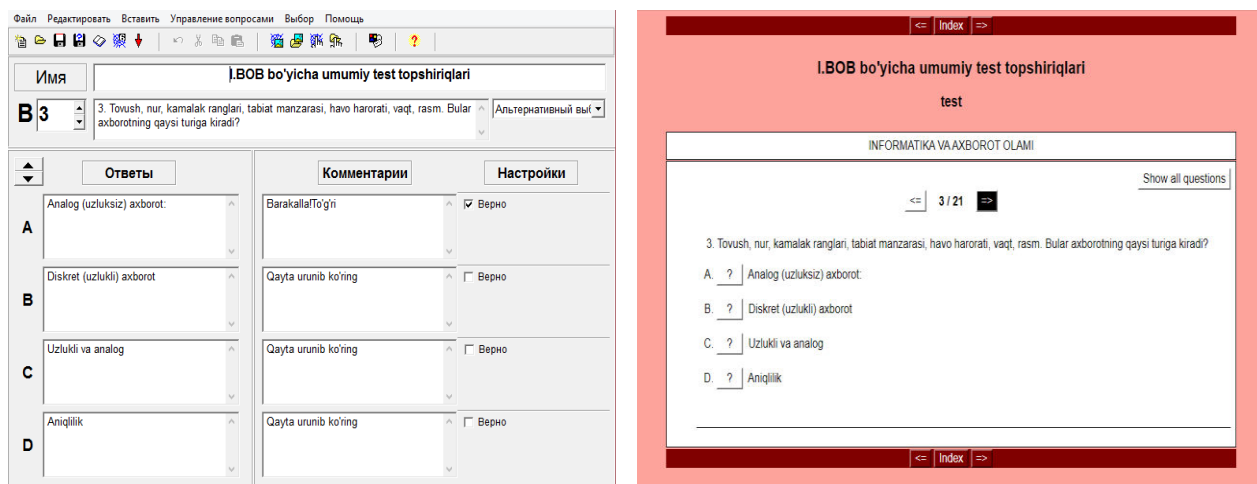 Файл Редактировать Вставить Управление вопросами Выбор Помощь
Имя
I.BOB bo'yicha umumiy test topshiriqlari
В 3
3. Tovush, nur, kamalak ranglari, tabiat manzarasi, havo harorati, vaqt, rasm. Bular
axborotning qaysi turiga kiradi?
Альтернативный выб
Ответы
Комментарии
Настройки
A
Analog (uzluksiz) axborot:
Barakalla!To'g'ri
Верно
B
Diskret (uzlukli) axborot
Qayta urunib ko'ring
Верно
C
Uzlukli va analog
Qayta urunib ko'ring
Верно
D
Aniqlilik
Qayta urunib ko'ring
Верно
<= Index =>
I.BOB bo'yicha umumiy test topshiriqlari
test
INFORMATIKA VA AXBOROT OLAMI
Show all questions
<= 3 / 21 =>
3. Tovush, nur, kamalak ranglari, tabiat manzarasi, havo harorati, vaqt, rasm. Bular axborotning qaysi turiga kiradi?
A. ? Analog (uzluksiz) axborot:
B. ? Diskret (uzlukli) axborot
C. ? Uzlukli va analog
D. ? Aniqlilik
<= Index =>